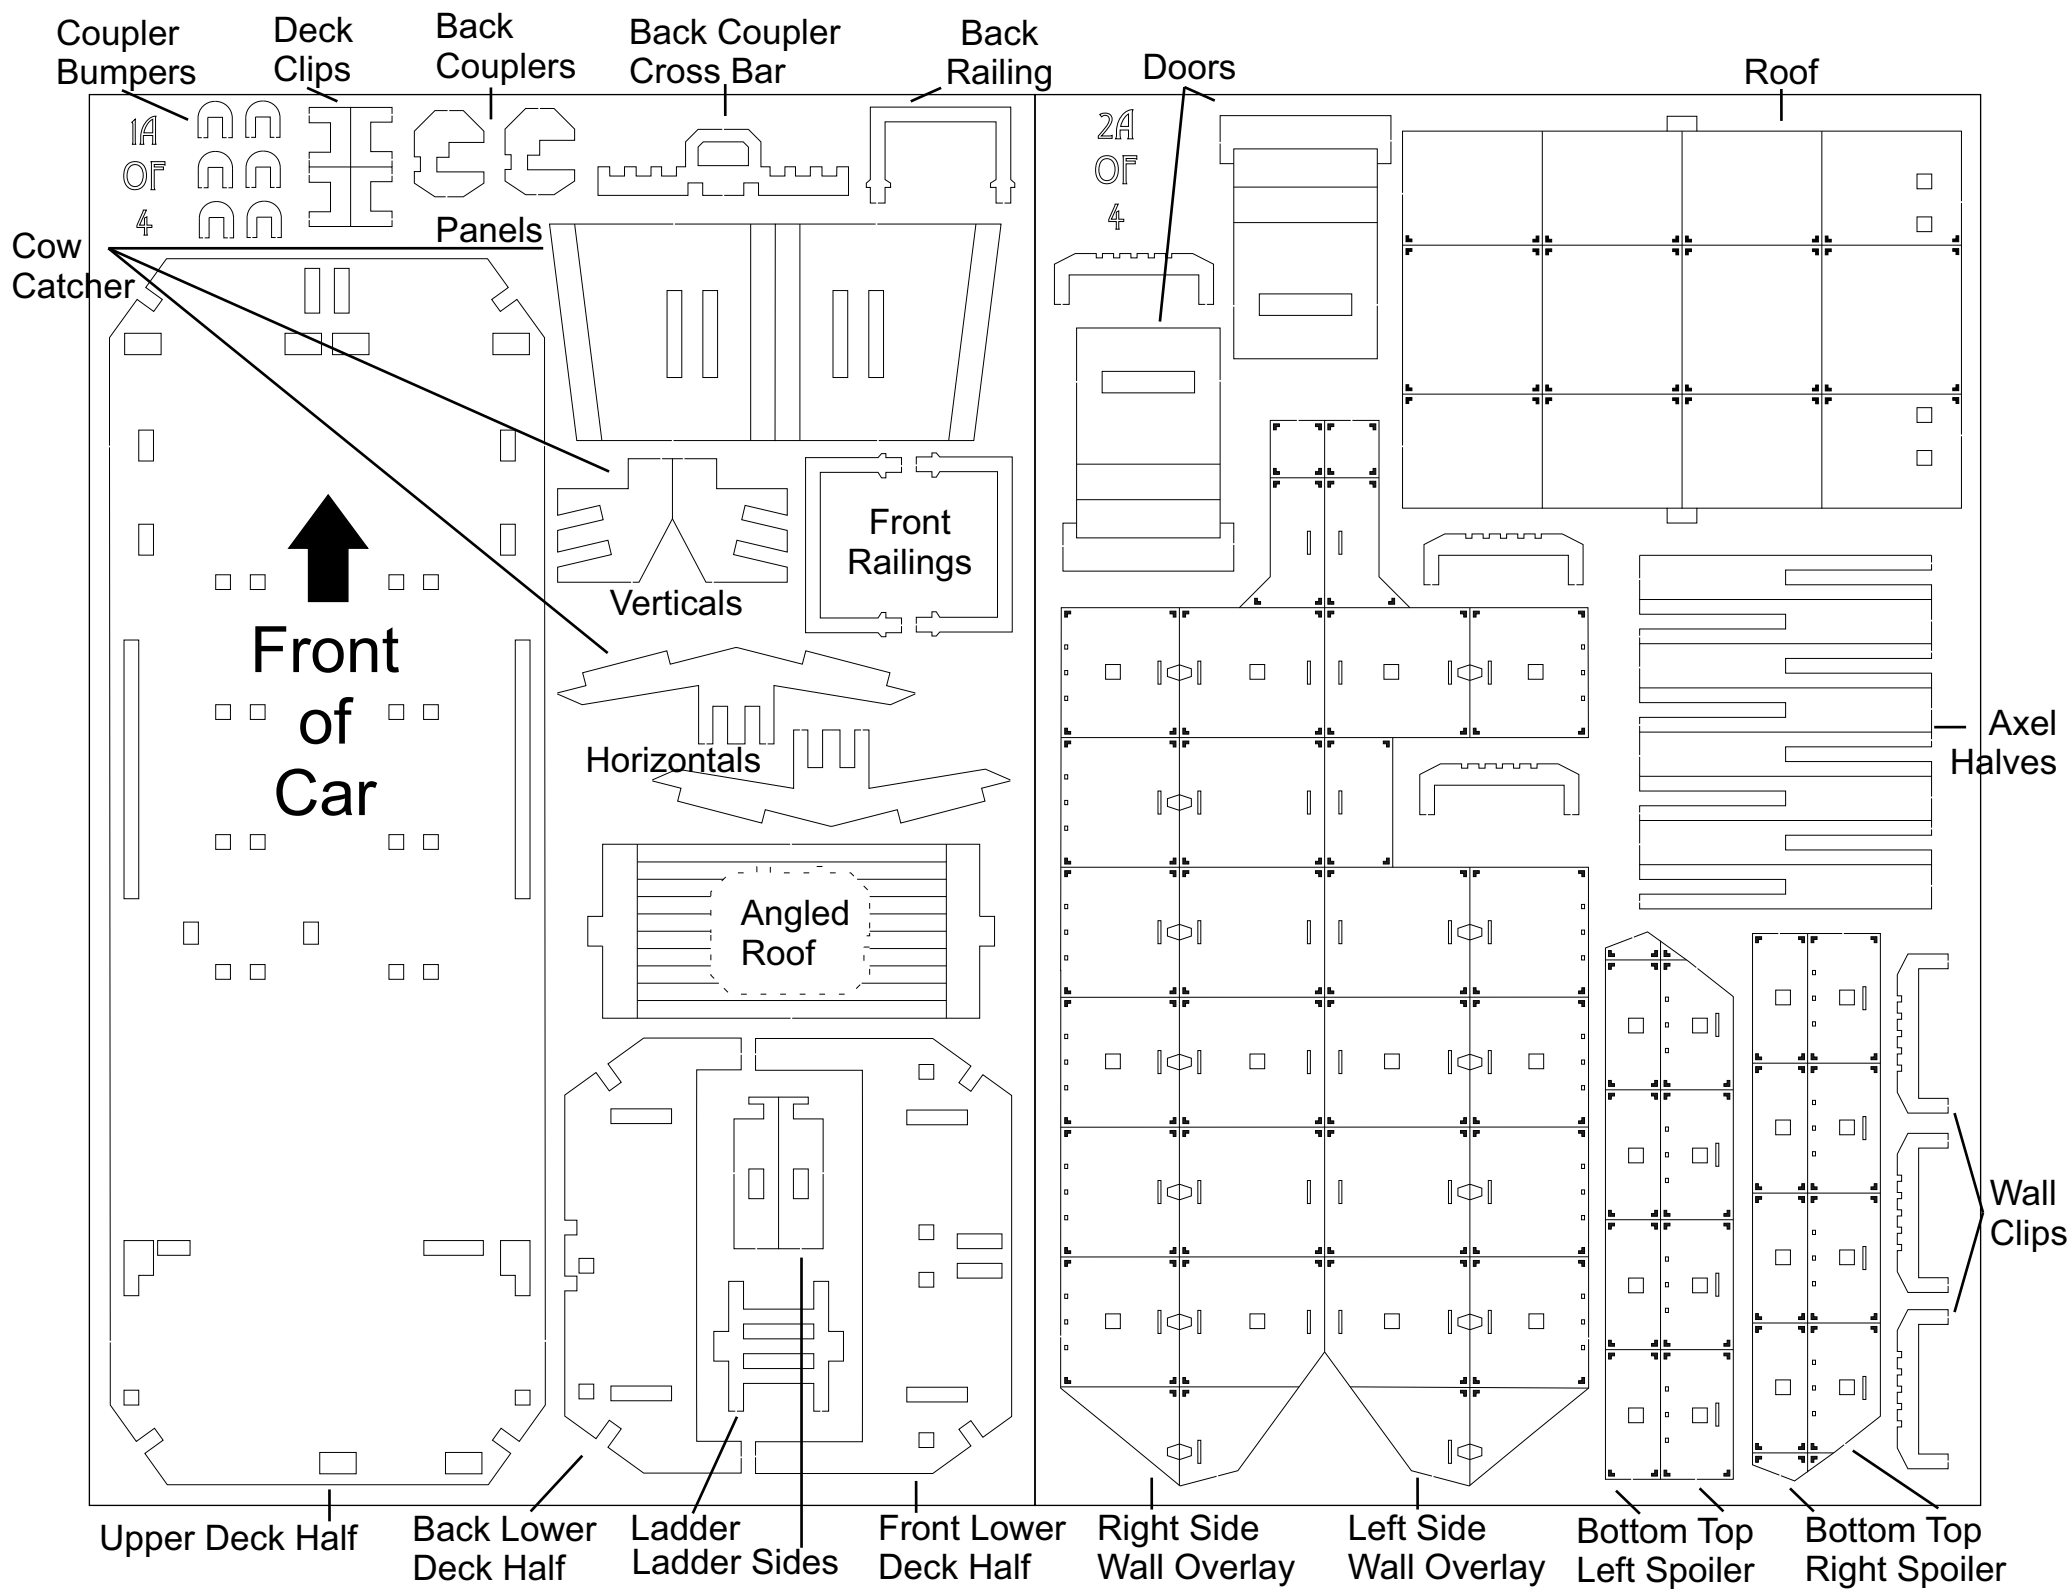 Coupler
Bumpers
Deck
Clips
Back
Couplers
Back Coupler
Cross Bar
Back
Railing
Doors
Roof
1A
OF
4
2A
OF
4
Cow
Catcher
Panels
Front
Railings
Verticals
Front
of
Car
Horizontals
Axel
Halves
Angled
Roof
Wall
Clips
Upper Deck Half
Back Lower
Deck Half
Ladder
Ladder Sides
Front Lower
Deck Half
Right Side
Wall Overlay
Left Side
Wall Overlay
Bottom Top
Left Spoiler
Bottom Top
Right Spoiler